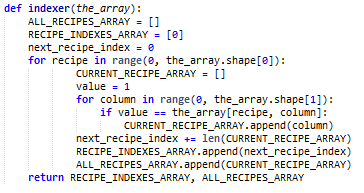 def indexer(the_array):
    ALL_RECIPES_ARRAY = []
    RECIPE_INDEXES_ARRAY = [0]
    next_recipe_index = 0
    for recipe in range(0, the_array.shape[0]):
            CURRENT_RECIPE_ARRAY = []
            value = 1
            for column in range(0, the_array.shape[1]):
                if value == the_array[recipe, column]:
                    CURRENT_RECIPE_ARRAY.append(column)
            next_recipe_index += len(CURRENT_RECIPE_ARRAY)
            RECIPE_INDEXES_ARRAY.append(next_recipe_index)
            ALL_RECIPES_ARRAY.append(CURRENT_RECIPE_ARRAY)
    return RECIPE_INDEXES_ARRAY, ALL_RECIPES_ARRAY